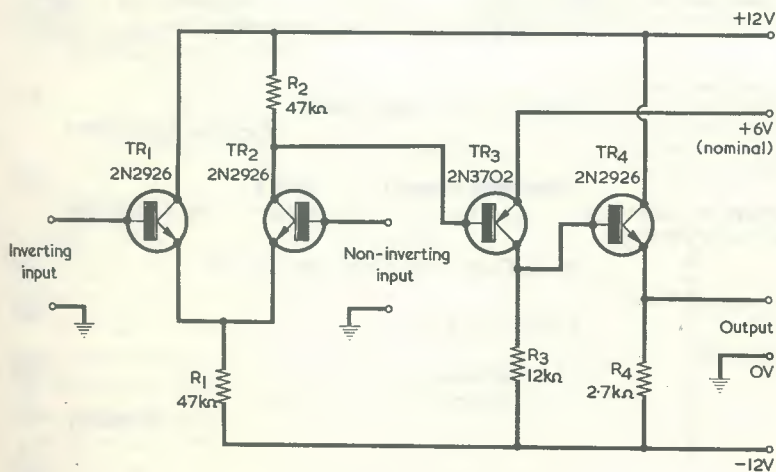 +12V
R2
47kΩ
+6V
(nominal)
TR1
2N2926
TR2
2N2926
TR3
2N3702
TR4
2N2926
Inverting
input
Non-inverting
input
Output
R1
47kΩ
R3
12kΩ
R4
2·7kΩ
0V
-12V